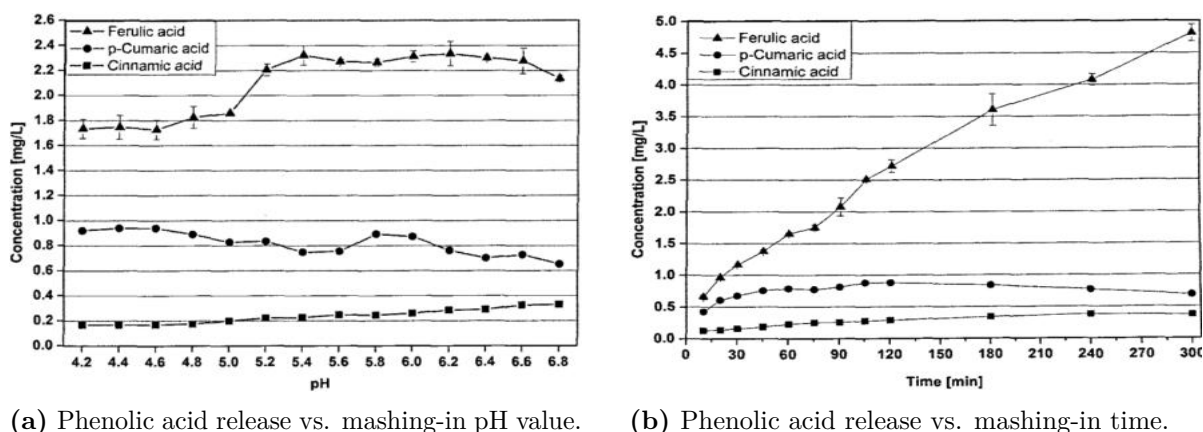 2.6
2.4
2.2
2.0
1.8
1.6
1.4
1.2
1.0
0.8
0.6
0.4
0.2
0.0
Concentration [mg/L]
Ferulic acid
p-Cumaric acid
Cinnamic acid
4.2 4.4 4.6 4.8 5.0 5.2 5.4 5.6 5.8 6.0 6.2 6.4 6.6 6.8
pH
(a) Phenolic acid release vs. mashing-in pH value.
5.0
4.5
4.0
3.5
3.0
2.5
2.0
1.5
1.0
0.5
0.0
Concentration [mg/L]
Ferulic acid
p-Cumaric acid
Cinnamic acid
0 30 60 90 120 150 180 210 240 270 300
Time [min]
(b) Phenolic acid release vs. mashing-in time.